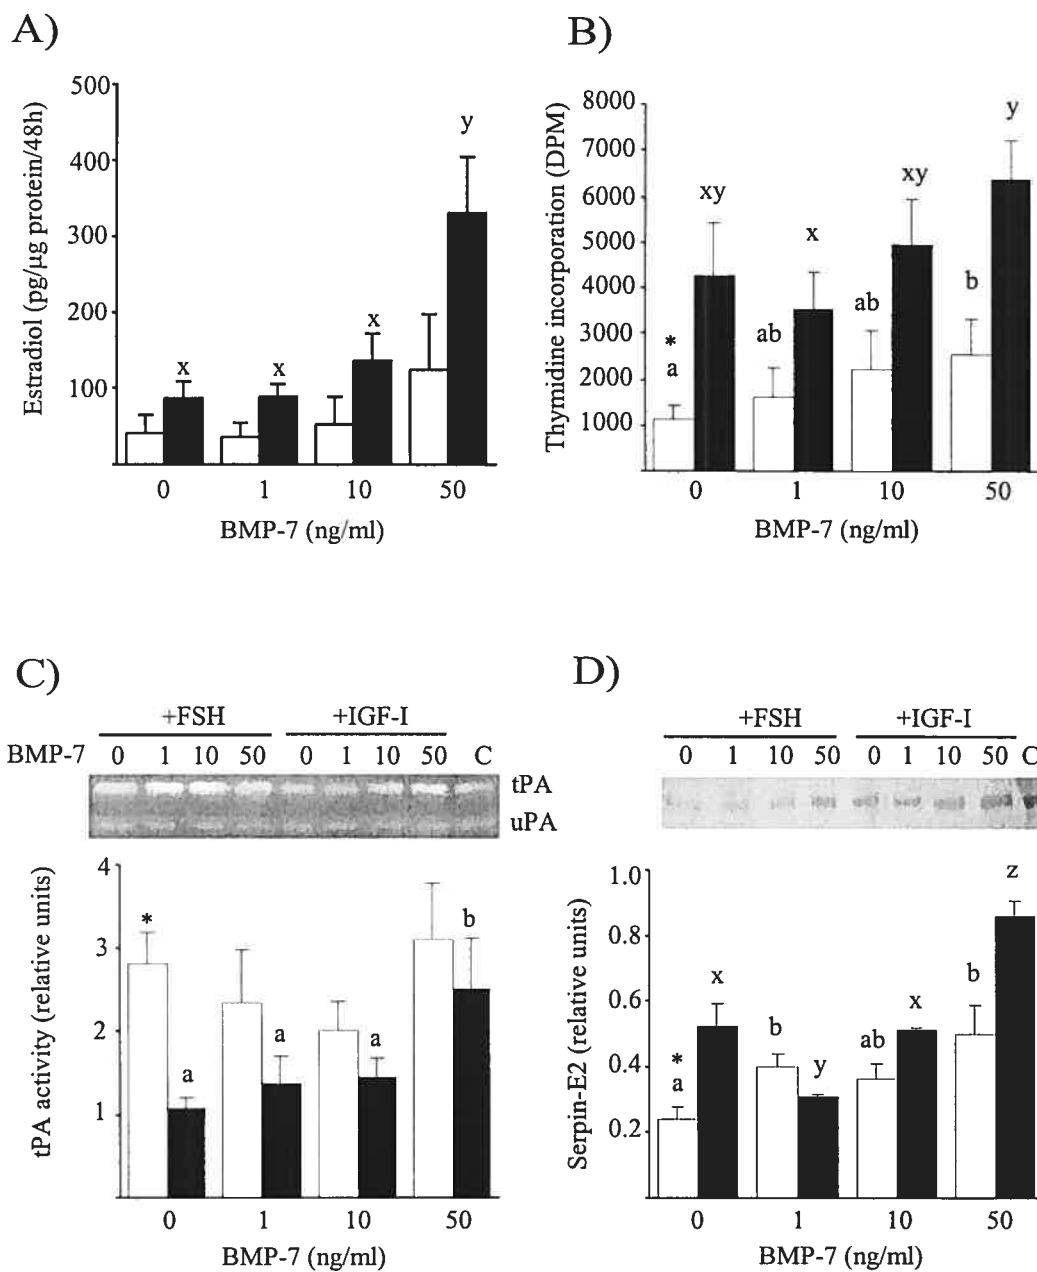 A)
Estradiol (pg/µg protein/48h)
500
400
300
200
100
x
x
x
y
0 1 10 50
BMP-7 (ng/ml)
B)
Thymidine incorporation (DPM)
8000
7000
6000
5000
4000
3000
2000
1000
*
a
xy
ab
x
ab
xy
b
y
0 1 10 50
BMP-7 (ng/ml)
C)
+FSH +IGF-I
BMP-7 0 1 10 50 0 1 10 50 C
tPA
uPA
tPA activity (relative units)
4
3
2
1
*
a
a
a
b
0 1 10 50
BMP-7 (ng/ml)
D)
+FSH +IGF-I
0 1 10 50 0 1 10 50 C
Serpin-E2 (relative units)
1.0
0.8
0.6
0.4
0.2
*
a
x
b
y
ab
x
b
z
0 1 10 50
BMP-7 (ng/ml)